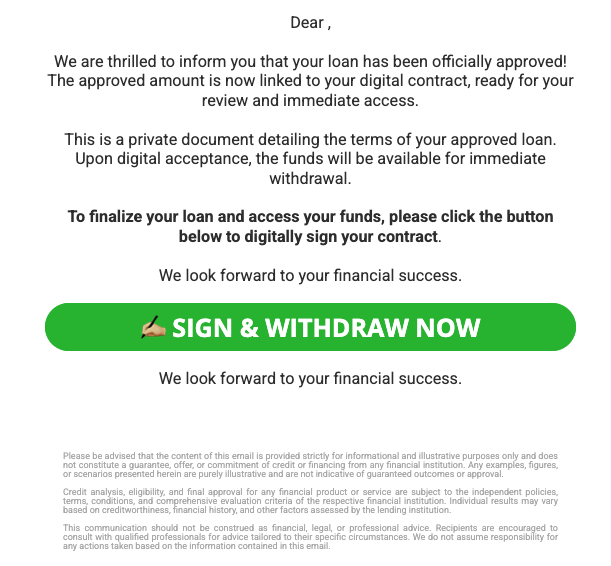 Dear ,
We are thrilled to inform you that your loan has been officially approved!
The approved amount is now linked to your digital contract, ready for your
review and immediate access.
This is a private document detailing the terms of your approved loan.
Upon digital acceptance, the funds will be available for immediate
withdrawal.
To finalize your loan and access your funds, please click the button
below to digitally sign your contract.
We look forward to your financial success.
✍🏼 SIGN & WITHDRAW NOW
We look forward to your financial success.
Please be advised that the content of this email is provided strictly for informational and illustrative purposes only and does
not constitute a guarantee, offer, or commitment of credit or financing from any financial institution. Any examples, figures,
or scenarios presented herein are purely illustrative and are not indicative of guaranteed outcomes or approval.
Credit analysis, eligibility, and final approval for any financial product or service are subject to the independent policies,
terms, conditions, and comprehensive evaluation criteria of the respective financial institution. Individual results may vary
based on creditworthiness, financial history, and other factors assessed by the lending institution.
This communication should not be construed as financial, legal, or professional advice. Recipients are encouraged to
consult with qualified professionals for advice tailored to their specific circumstances. We do not assume responsibility for
any actions taken based on the information contained in this email.